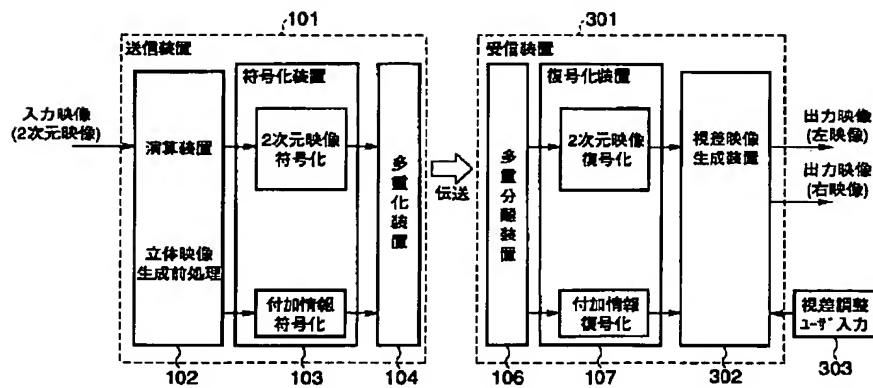 101
301
送信装置
受信装置
符号化装置
復号化装置
入力映像
(2次元映像)
演算装置
2次元映像
符号化
多重化装置
伝送
多重分離装置
2次元映像
復号化
視差映像
生成装置
出力映像
(左映像)
出力映像
(右映像)
立体映像
生成前処理
付加情報
符号化
付加情報
復号化
視差調整
ユーザ入力
102
103
104
106
107
302
303